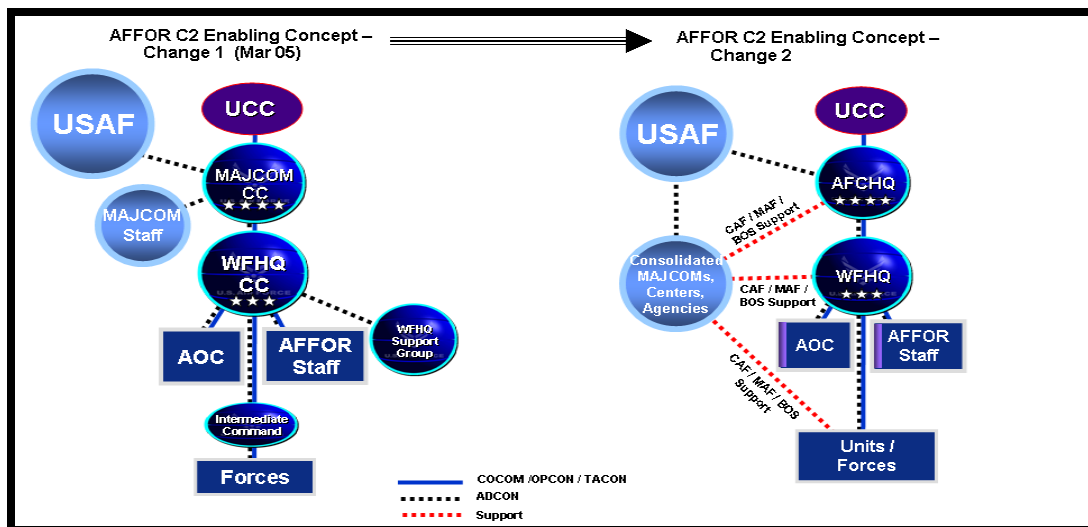 AFFOR C2 Enabling Concept –
Change 1 (Mar 05)
USAF
UCC
MAJCOM
CC
MAJCOM
Staff
WFHQ
CC
AOC
AFFOR
Staff
WFHQ
Support
Group
Intermediate
Command
Forces
AFFOR C2 Enabling Concept –
Change 2
USAF
UCC
AFCHQ
CAF / MAF /
BOS Support
Consolidated
MAJCOMs,
Centers,
Agencies
CAF / MAF /
BOS Support
WFHQ
AOC
AFFOR
Staff
CAF / MAF / BOS
Support
Units /
Forces
COCOM /OPCON / TACON
ADCON
Support